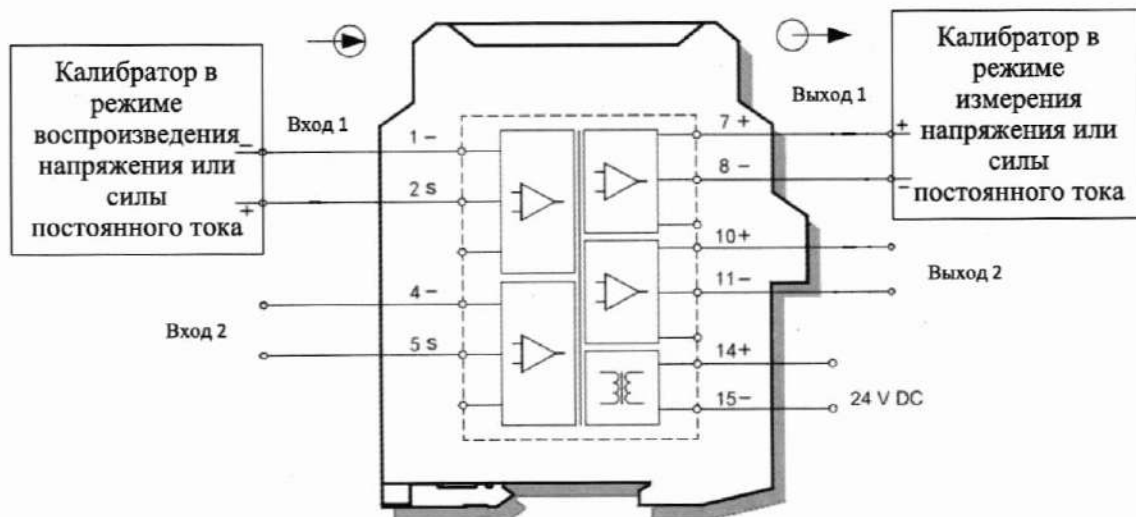 Калибратор в
режиме
воспроизведения
напряжения или
силы
постоянного тока
Вход 1
1 –
2 s
4 –
5 s
Вход 2
–
+
Выход 1
7 +
8 –
10 +
11 –
Выход 2
14 +
15 –
24 V DC
Калибратор в
режиме
измерения
напряжения или
силы
постоянного тока
+
–